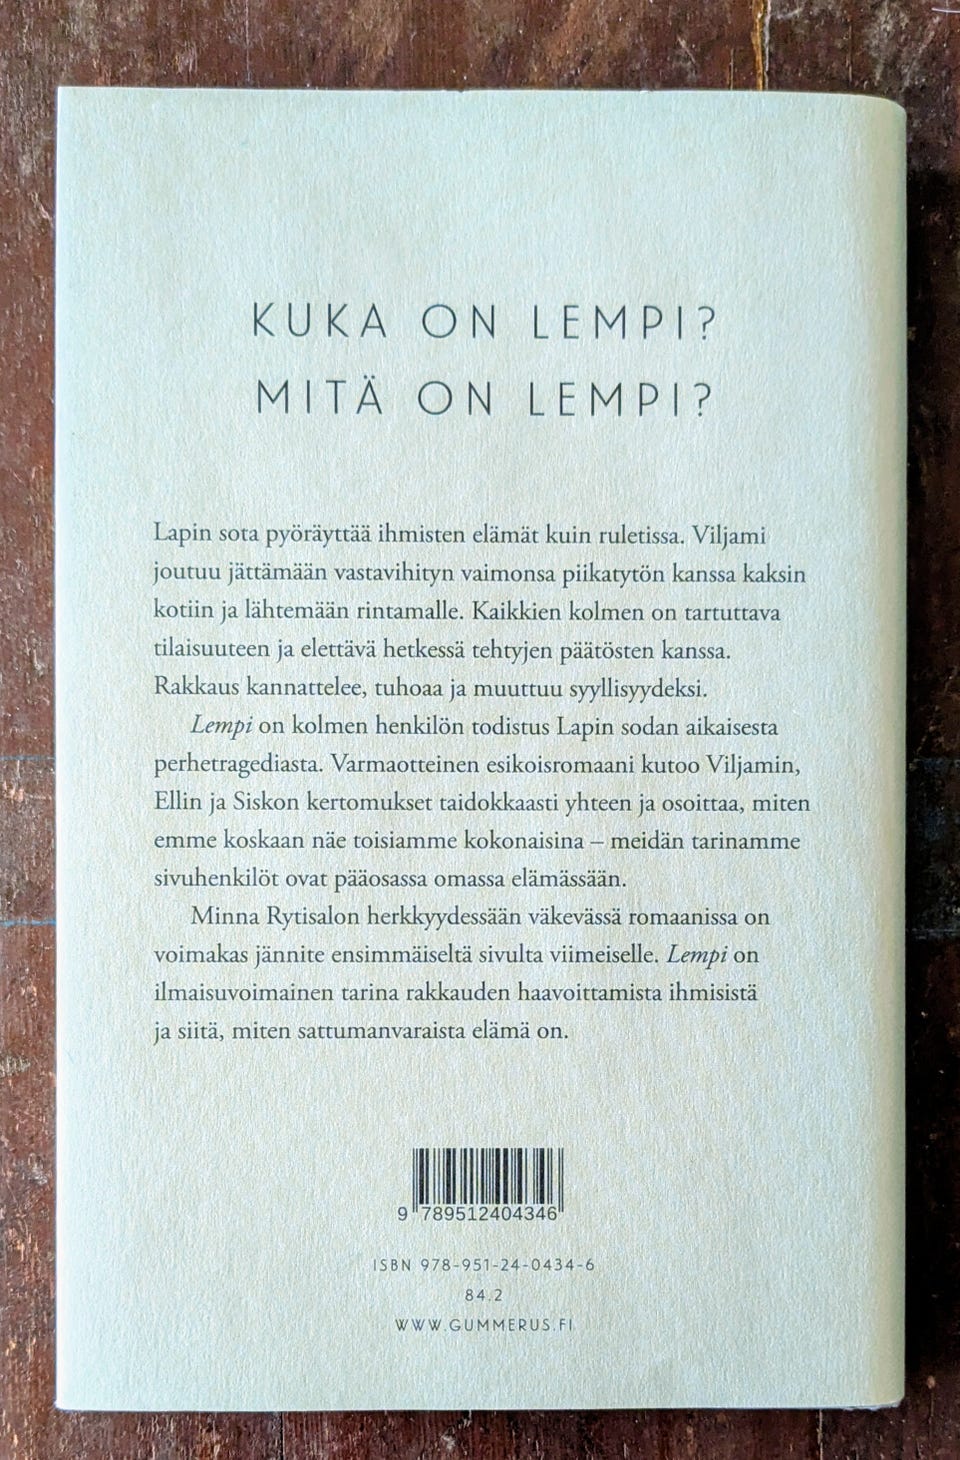 KUKA ON LEMPI?
MITÄ ON LEMPI?
Lapin sota pyöräyttää ihmisten elämät kuin ruletissa. Viljami
joutuu jättämään vastavihityn vaimonsa piikatytön kanssa kaksin
kotiin ja lähtemään rintamalle. Kaikkien kolmen on tartuttava
tilaisuuteen ja elettävä hetkessä tehtyjen päätösten kanssa.
Rakkaus kannattelee, tuhoaa ja muuttuu syyllisyydeksi.
Lempi on kolmen henkilön todistus Lapin sodan aikaisesta
perhetragediasta. Varmaotteinen esikoisromaani kutoo Viljamin,
Ellin ja Siskon kertomukset taidokkaasti yhteen ja osoittaa, miten
emme koskaan näe toisiamme kokonaisina – meidän tarinamme
sivuhenkilöt ovat pääosassa omassa elämässään.
Minna Rytisalon herkkyydessään väkevässä romaanissa on
voimakas jännite ensimmäiseltä sivulta viimeiselle. Lempi on
ilmaisuvoimainen tarina rakkauden haavoittamista ihmisistä
ja siitä, miten sattumanvaraista elämä on.
9 789512404346
ISBN 978-951-24-0434-6
84.2
WWW.GUMMERUS.FI